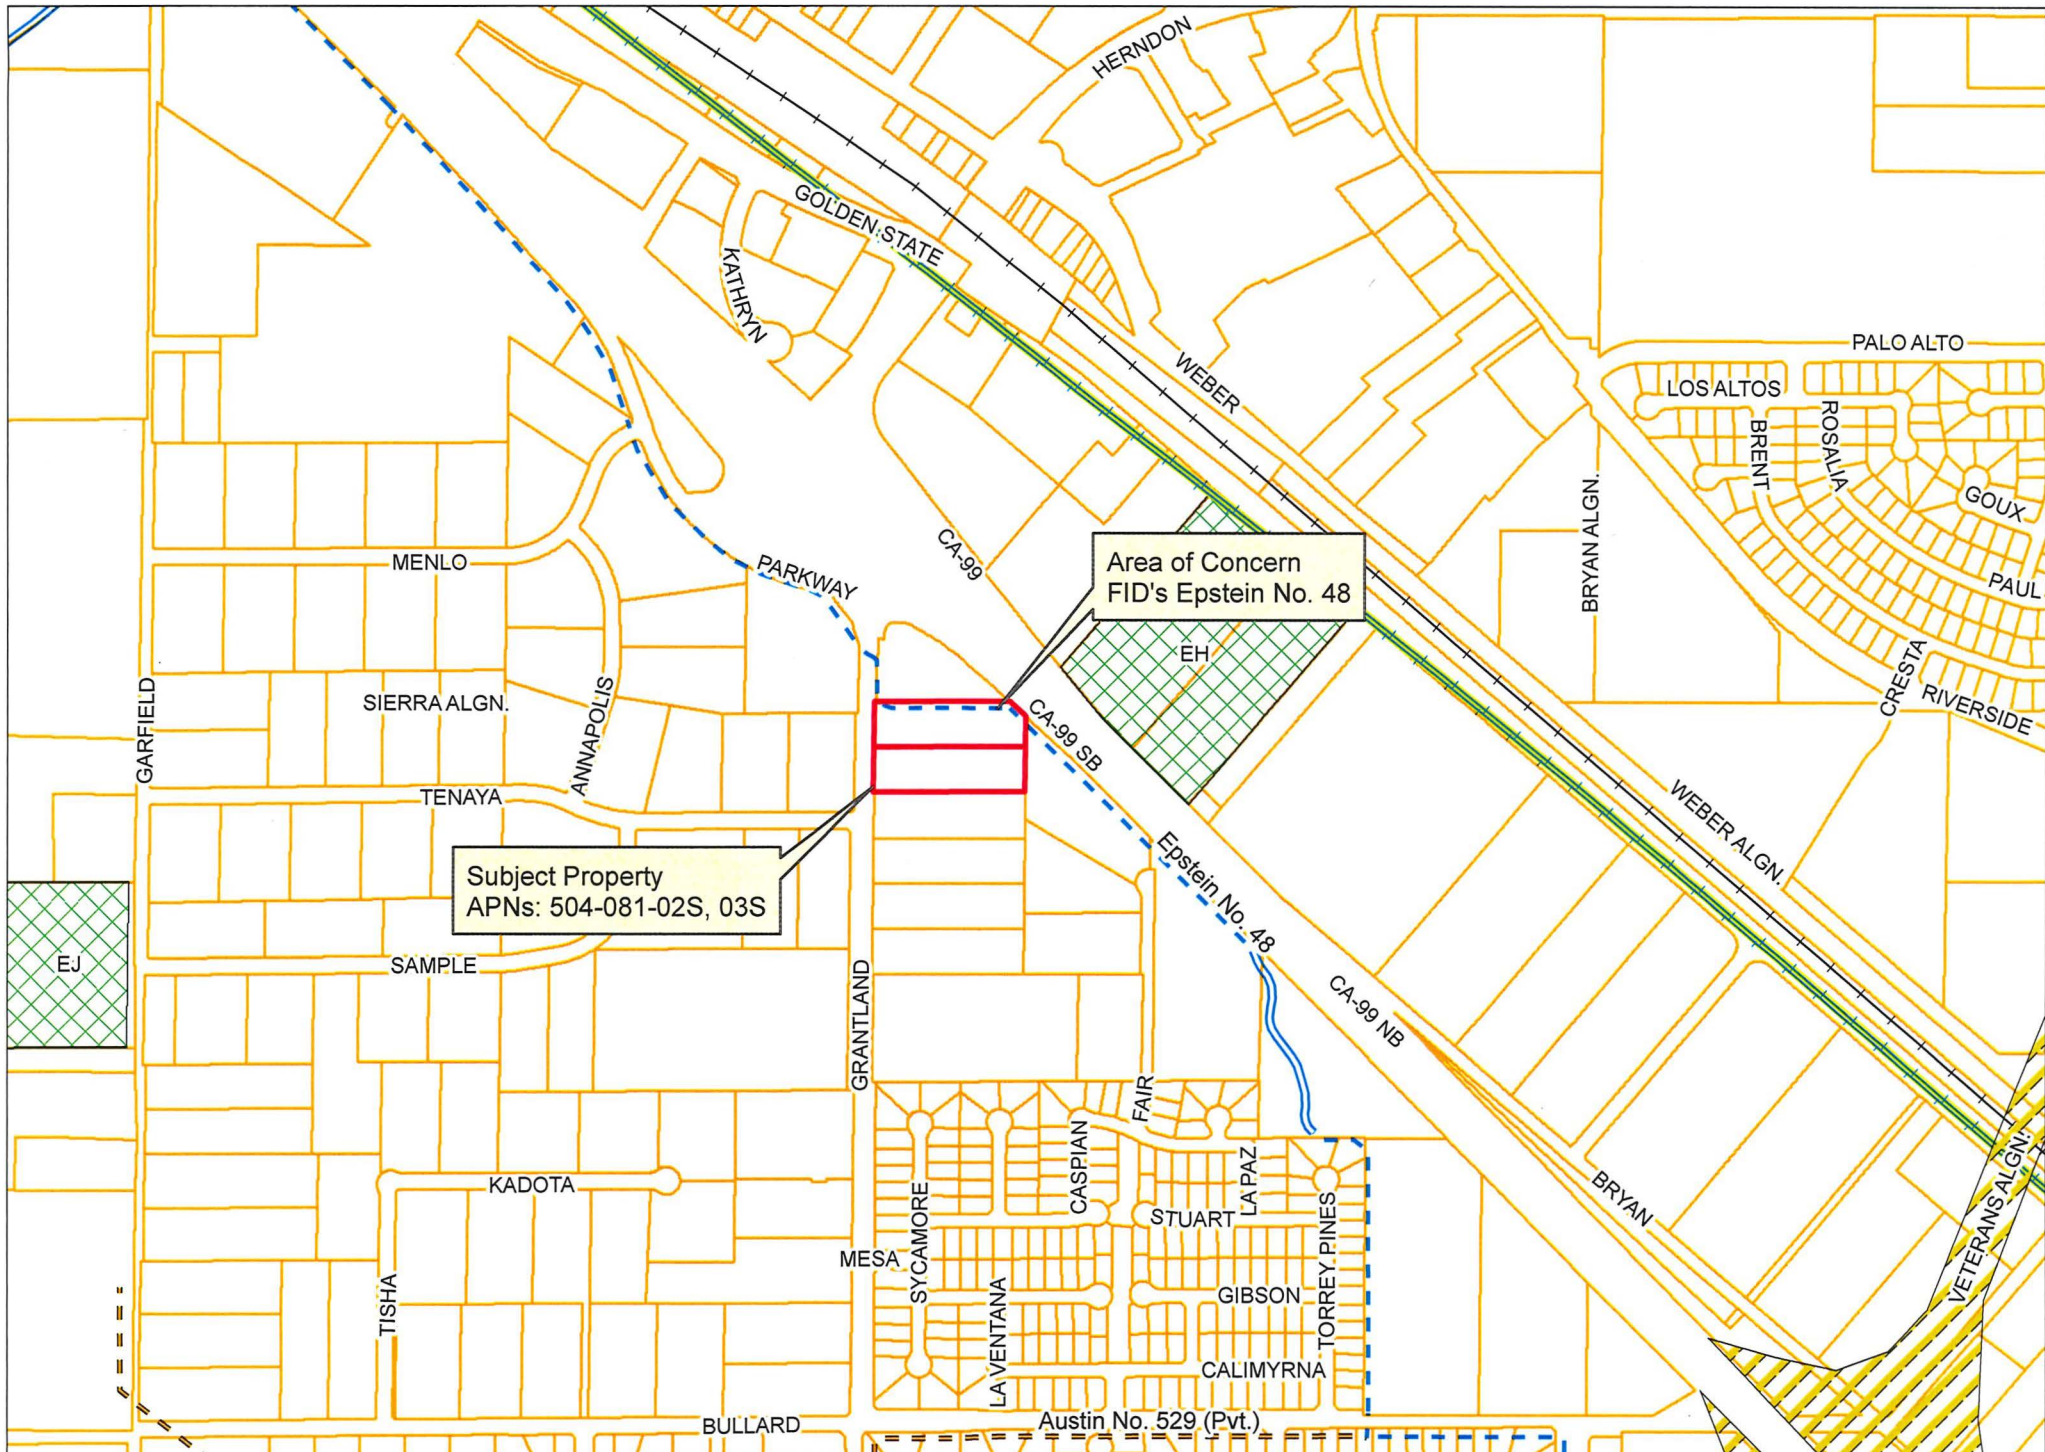 HERNDON
GOLDEN STATE
KATHRYN
WEBER
PALO ALTO
LOS ALTOS
BRENT
ROSALIA
GOUX
PAUL
BRYAN ALGN.
CRESTA
RIVERSIDE
CA-99
PARKWAY
MENLO
Area of Concern
FID's Epstein No. 48
EH
SIERRA ALGN.
GARFIELD
ANNAPOLIS
TENAYA
CA-99 SB
WEBER ALGN.
Subject Property
APNs: 504-081-02S, 03S
Epstein No. 48
EJ
SAMPLE
GRANTLAND
CA-99 NB
FAIR
CASPIAN
LA PAZ
KADOTA
SYCAMORE
STUART
TORREY PINES
BRYAN
VETERANS ALGN.
MESA
TISHA
LA VENTANA
GIBSON
CALIMYRNA
BULLARD
Austin No. 529 (Pvt.)